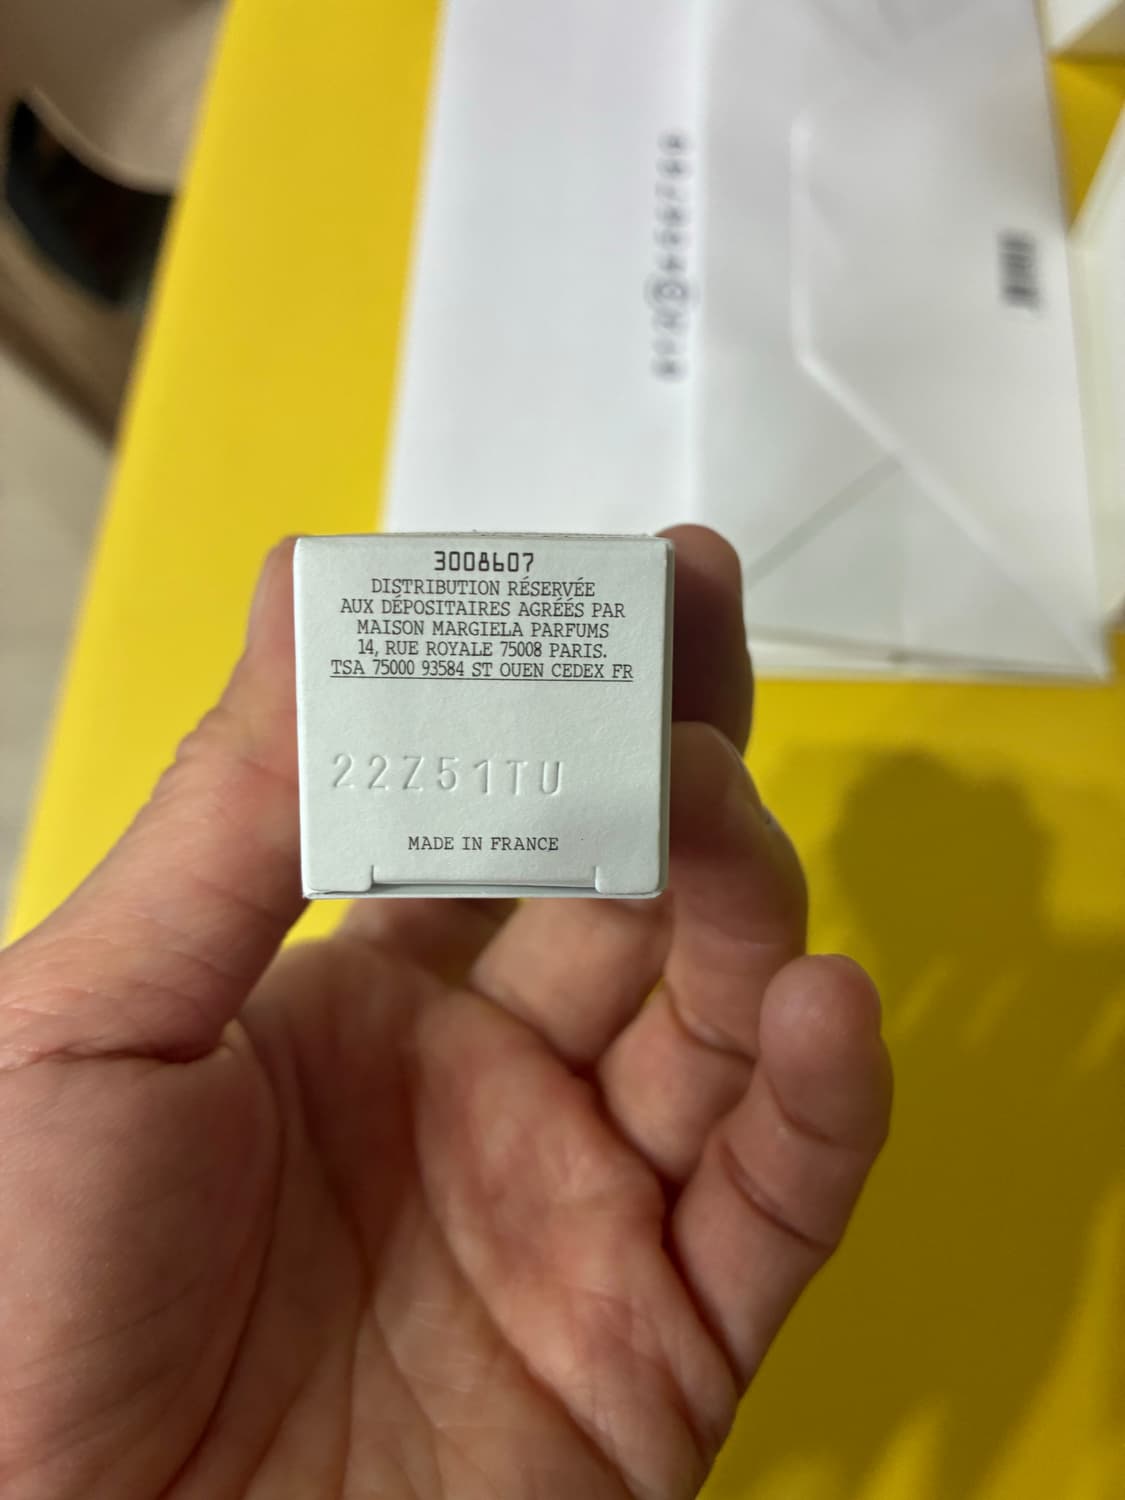 3008607
DISTRIBUTION RÉSERVÉE
AUX DÉPOSITAIRES AGRÉÉS PAR
MAISON MARGIELA PARFUMS
14, RUE ROYALE 75008 PARIS.
TSA 75000 93584 ST OUEN CEDEX FR
22Z51TU
MADE IN FRANCE